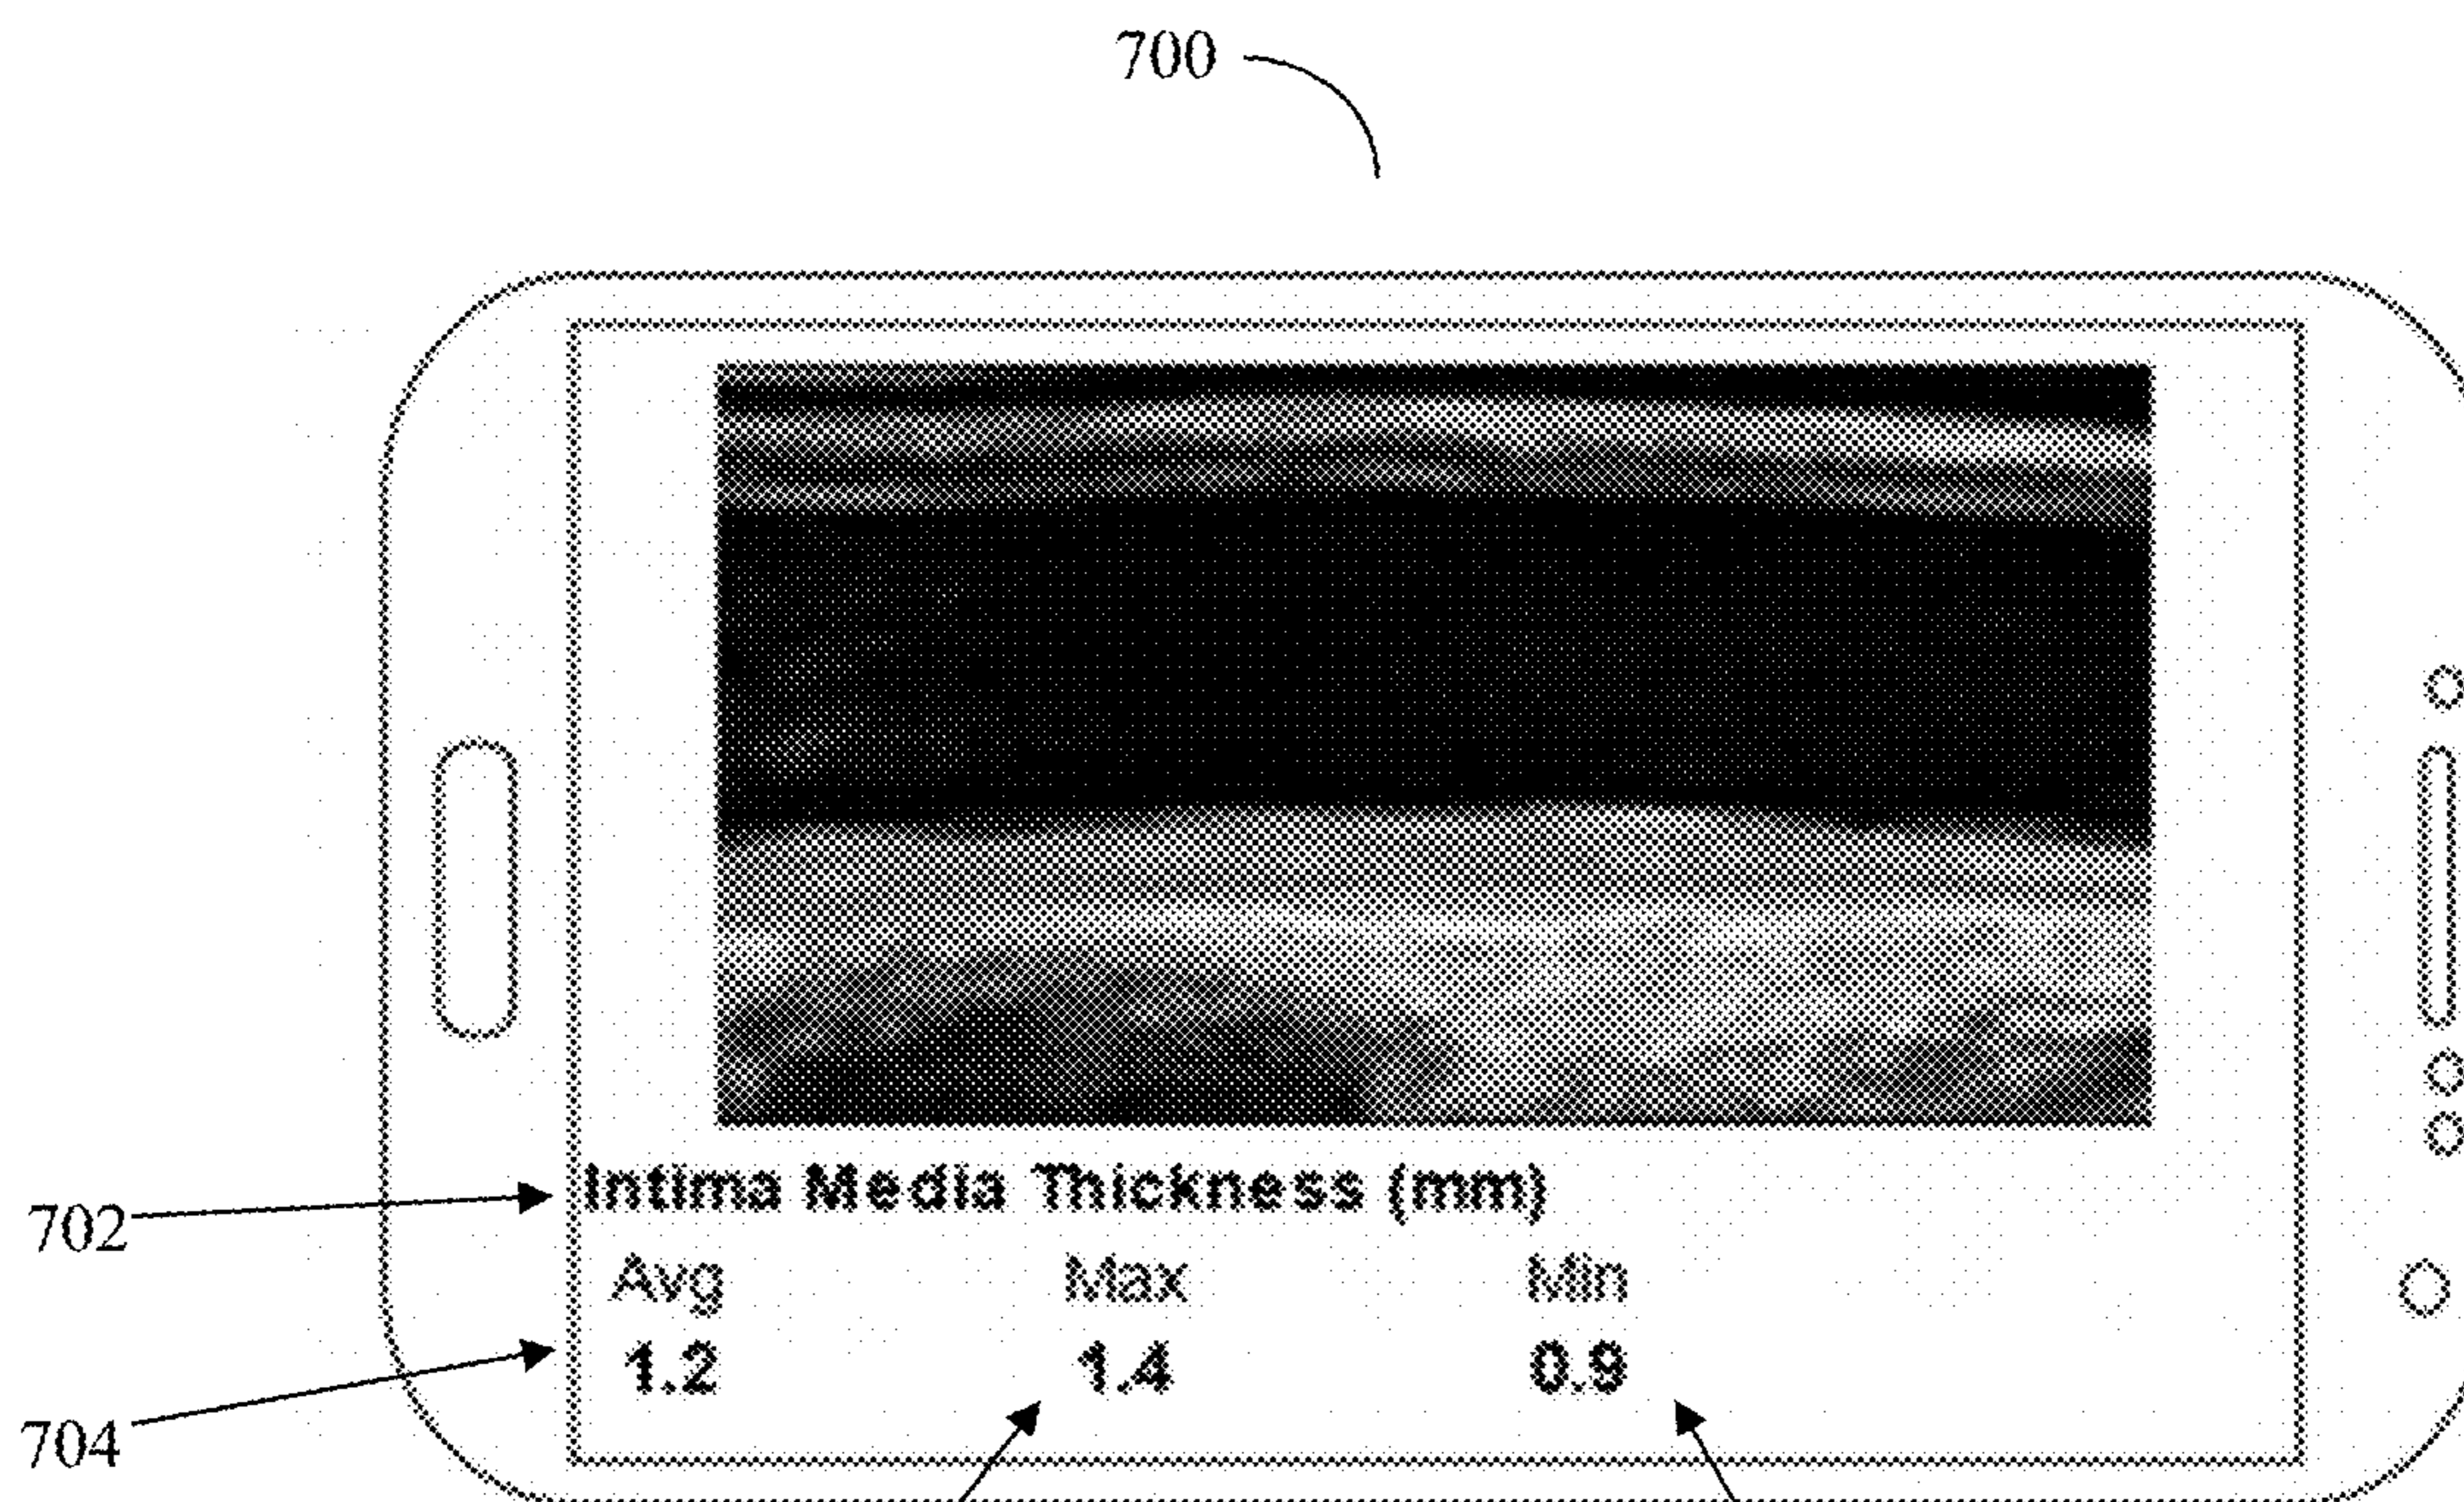 700
702
Intima Media Thickness (mm)
Avg Max Min
704
1.2 1.4 0.9